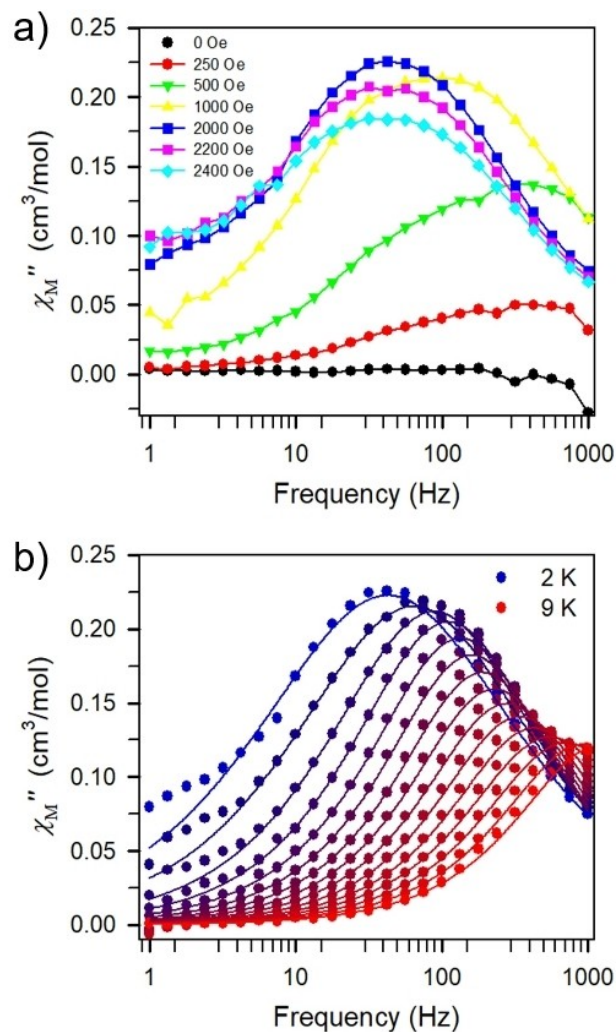 a)
0.25
0.20
0.15
0.10
0.05
0.00
χM" (cm³/mol)
0 Oe
250 Oe
500 Oe
1000 Oe
2000 Oe
2200 Oe
2400 Oe
1 10 100 1000
Frequency (Hz)
b)
0.25
0.20
0.15
0.10
0.05
0.00
χM" (cm³/mol)
2 K
9 K
1 10 100 1000
Frequency (Hz)